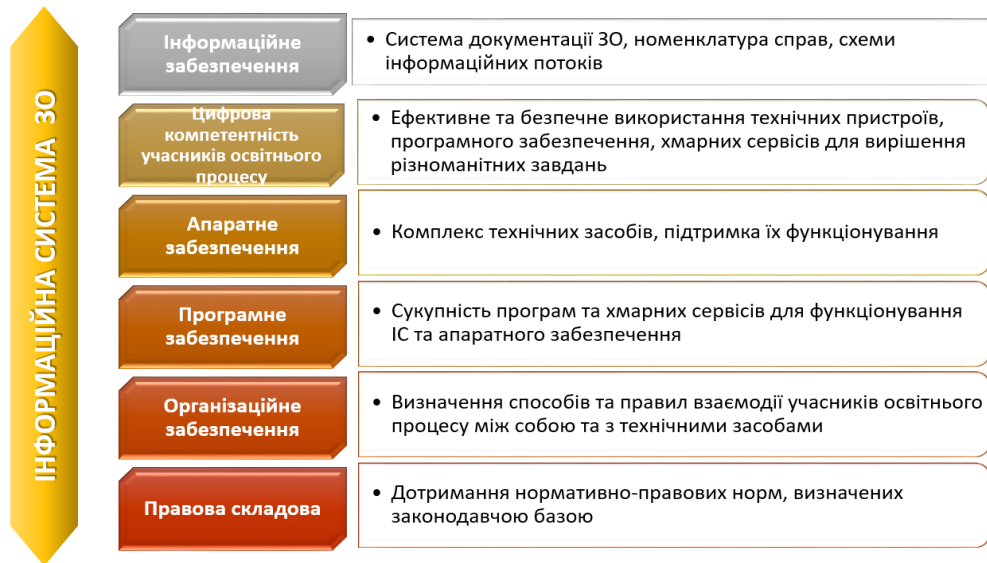 ІНФОРМАЦІЙНА СИСТЕМА ЗО
Інформаційне
забезпечення
• Система документації ЗО, номенклатура справ, схеми
інформаційних потоків
Цифрова
компетентність
учасників освітнього
процесу
• Ефективне та безпечне використання технічних пристроїв,
програмного забезпечення, хмарних сервісів для вирішення
різноманітних завдань
Апаратне
забезпечення
• Комплекс технічних засобів, підтримка їх функціонування
Програмне
забезпечення
• Сукупність програм та хмарних сервісів для функціонування
ІС та апаратного забезпечення
Організаційне
забезпечення
• Визначення способів та правил взаємодії учасників освітнього
процесу між собою та з технічними засобами
Правова складова
• Дотримання нормативно-правових норм, визначених
законодавчою базою